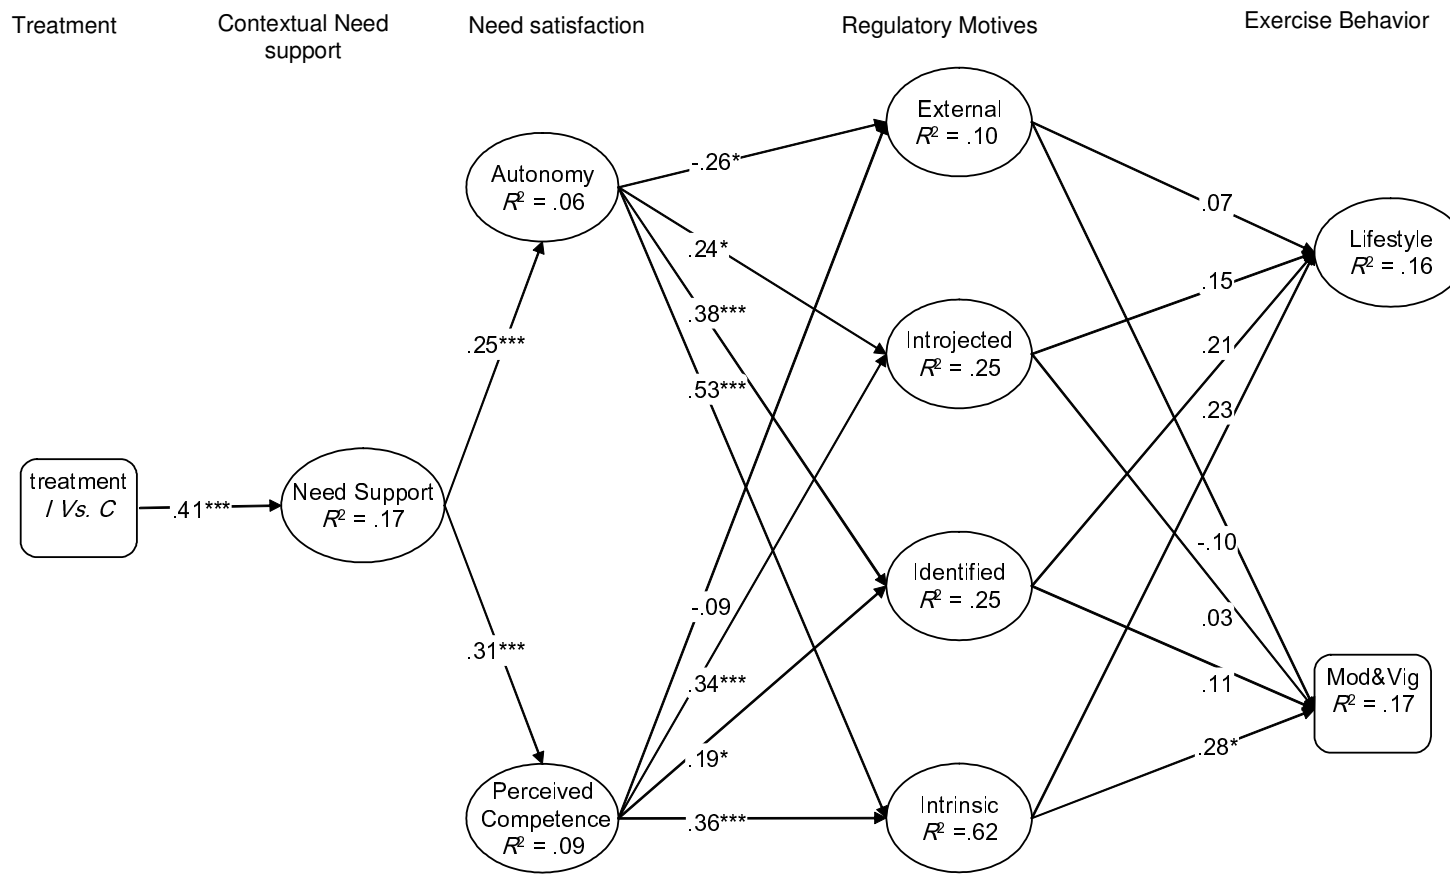 Treatment
Contextual Need
support
Need satisfaction
Regulatory Motives
Exercise Behavior
External
R² = .10
Autonomy
R² = .06
-.26*
.07
Lifestyle
R² = .16
.24*
.15
.38***
Introjected
R² = .25
.25***
.21
.53***
.23
treatment
I Vs. C
.41***
Need Support
R² = .17
-.10
Identified
R² = .25
-.09
.03
.31***
.34***
.11
Mod&Vig
R² = .17
.19*
.28*
Perceived
Competence
R² = .09
.36***
Intrinsic
R² =.62